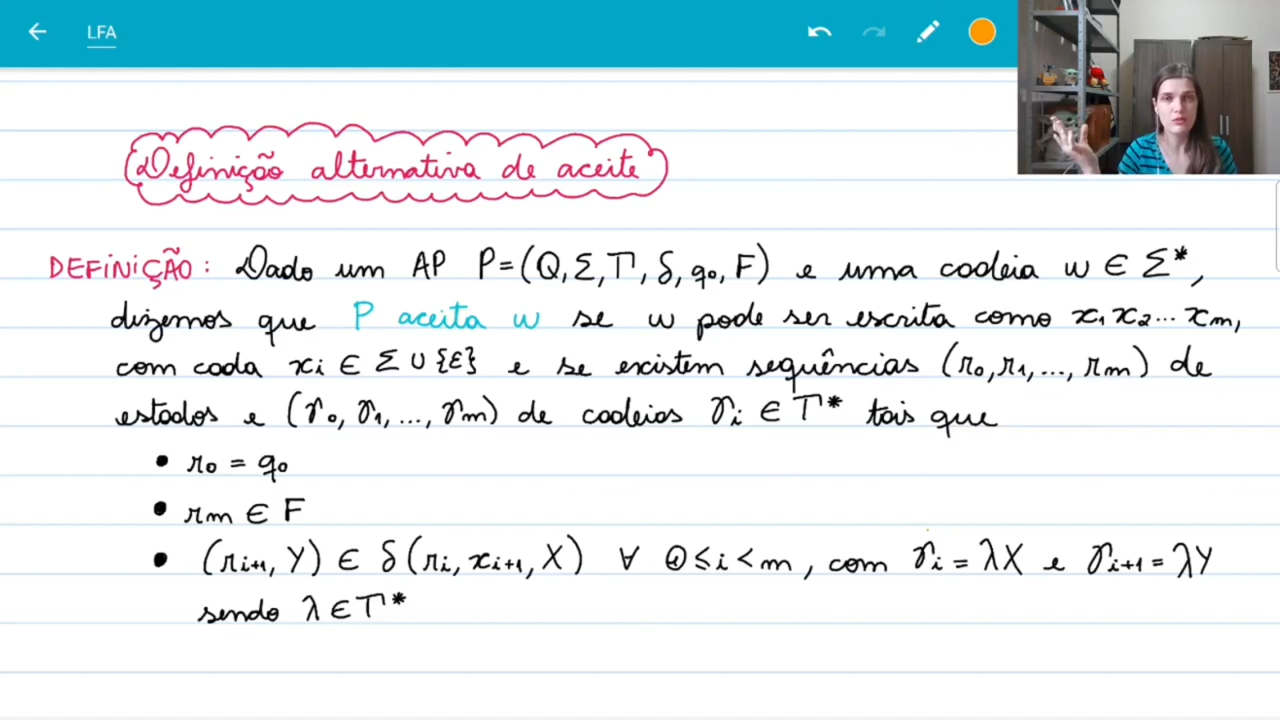 LFA
Definição alternativa de aceite
DEFINIÇÃO: Dado um AP P=(Q, Σ, Γ, δ, q₀, F) e uma cadeia w ∈ Σ*,
dizemos que P aceita w se w pode ser escrita como x₁x₂...xₘ,
com cada xᵢ ∈ Σ ∪ {ε} e se existem sequências (r₀, r₁, ..., rₘ) de
estados e (γ₀, γ₁, ..., γₘ) de cadeias γᵢ ∈ Γ* tais que
• r₀ = q₀
• rₘ ∈ F
• (rᵢ₊₁, Y) ∈ δ(rᵢ, xᵢ₊₁, X) ∀ 0≤i<m, com γᵢ = λX e γᵢ₊₁ = λY
sendo λ ∈ Γ*